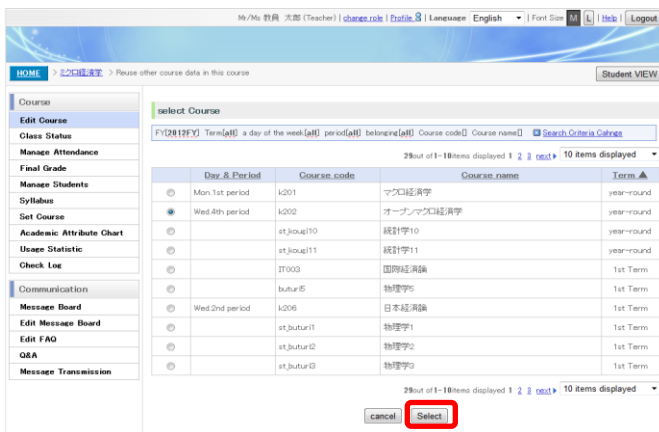 Mr/Ms 教員 太郎 (Teacher) | change role | Profile | Language English | Font Size M L | Help | Logout
HOME > ミクロ経済学 > Reuse other course data in this course Student VIEW
Course
Edit Course
Class Status
Manage Attendance
Final Grade
Manage Students
Syllabus
Set Course
Academic Attribute Chart
Usage Statistic
Check Log
Communication
Message Board
Edit Message Board
Edit FAQ
Q&A
Message Transmission
select Course
FY[2012FY] Term[all] a day of the week[all] period[all] belonging[all] Course code[] Course name[] Search Criteria Cahnge
29out of1-10items displayed 1 2 3 next 10 items displayed
Day & Period Course code Course name Term ▲
Mon.1st period k201 マクロ経済学 year-round
Wed.4th period k202 オープンマクロ経済学 year-round
st_kougi10 統計学10 year-round
st_kougi11 統計学11 year-round
IT003 国際経済論 1st Term
buturi5 物理学5 1st Term
Wed.2nd period k206 日本経済論 1st Term
st_buturi1 物理学1 1st Term
st_buturi2 物理学2 1st Term
st_buturi3 物理学3 1st Term
29out of1-10items displayed 1 2 3 next 10 items displayed
cancel Select